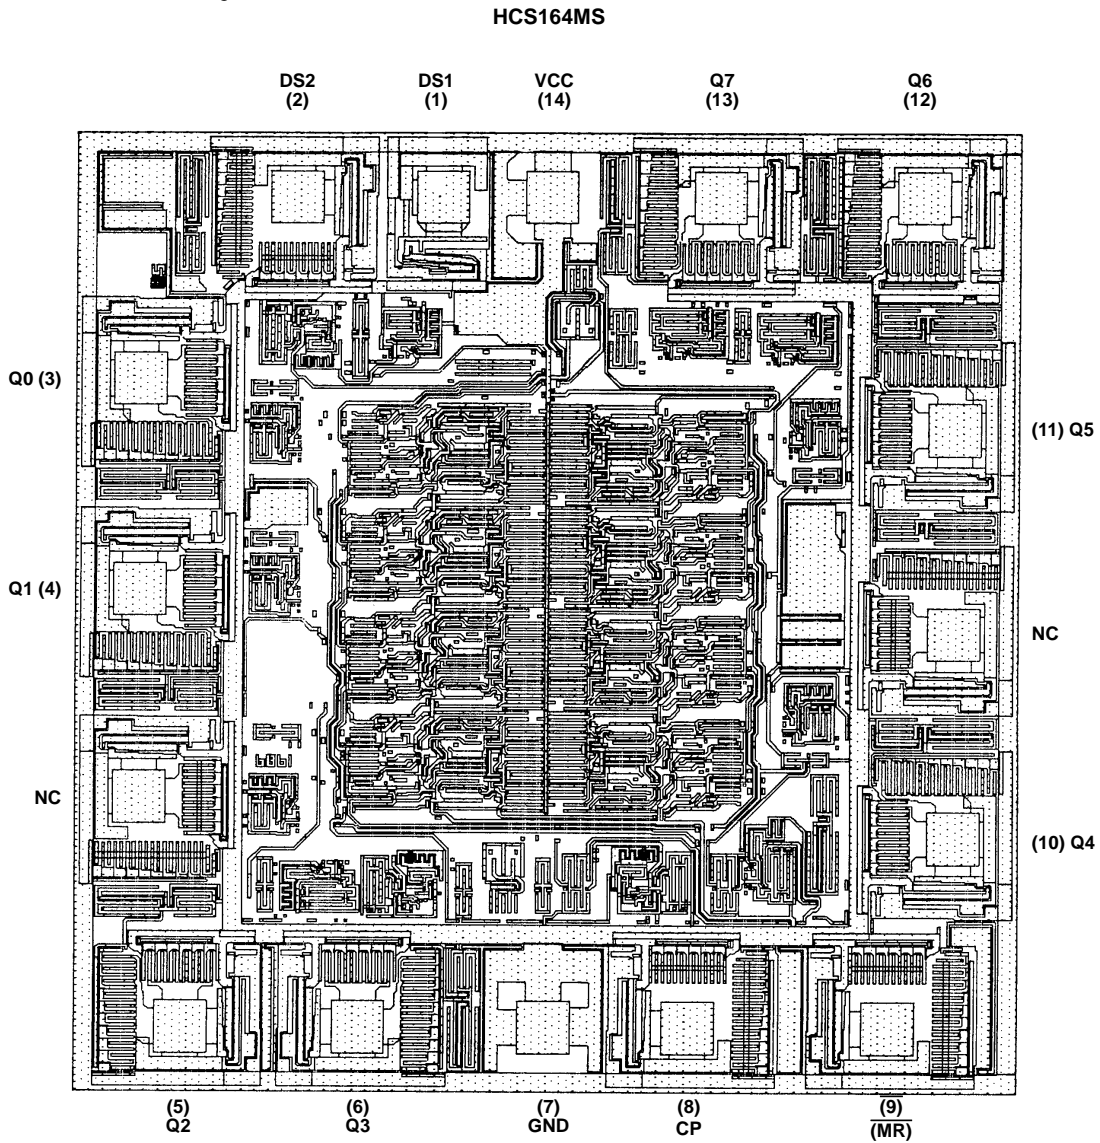 HCS164MS
DS2
(2)
DS1
(1)
VCC
(14)
Q7
(13)
Q6
(12)
Q0 (3)
(11) Q5
Q1 (4)
NC
NC
(10) Q4
(5)
Q2
(6)
Q3
(7)
GND
(8)
CP
(9)
(MR)